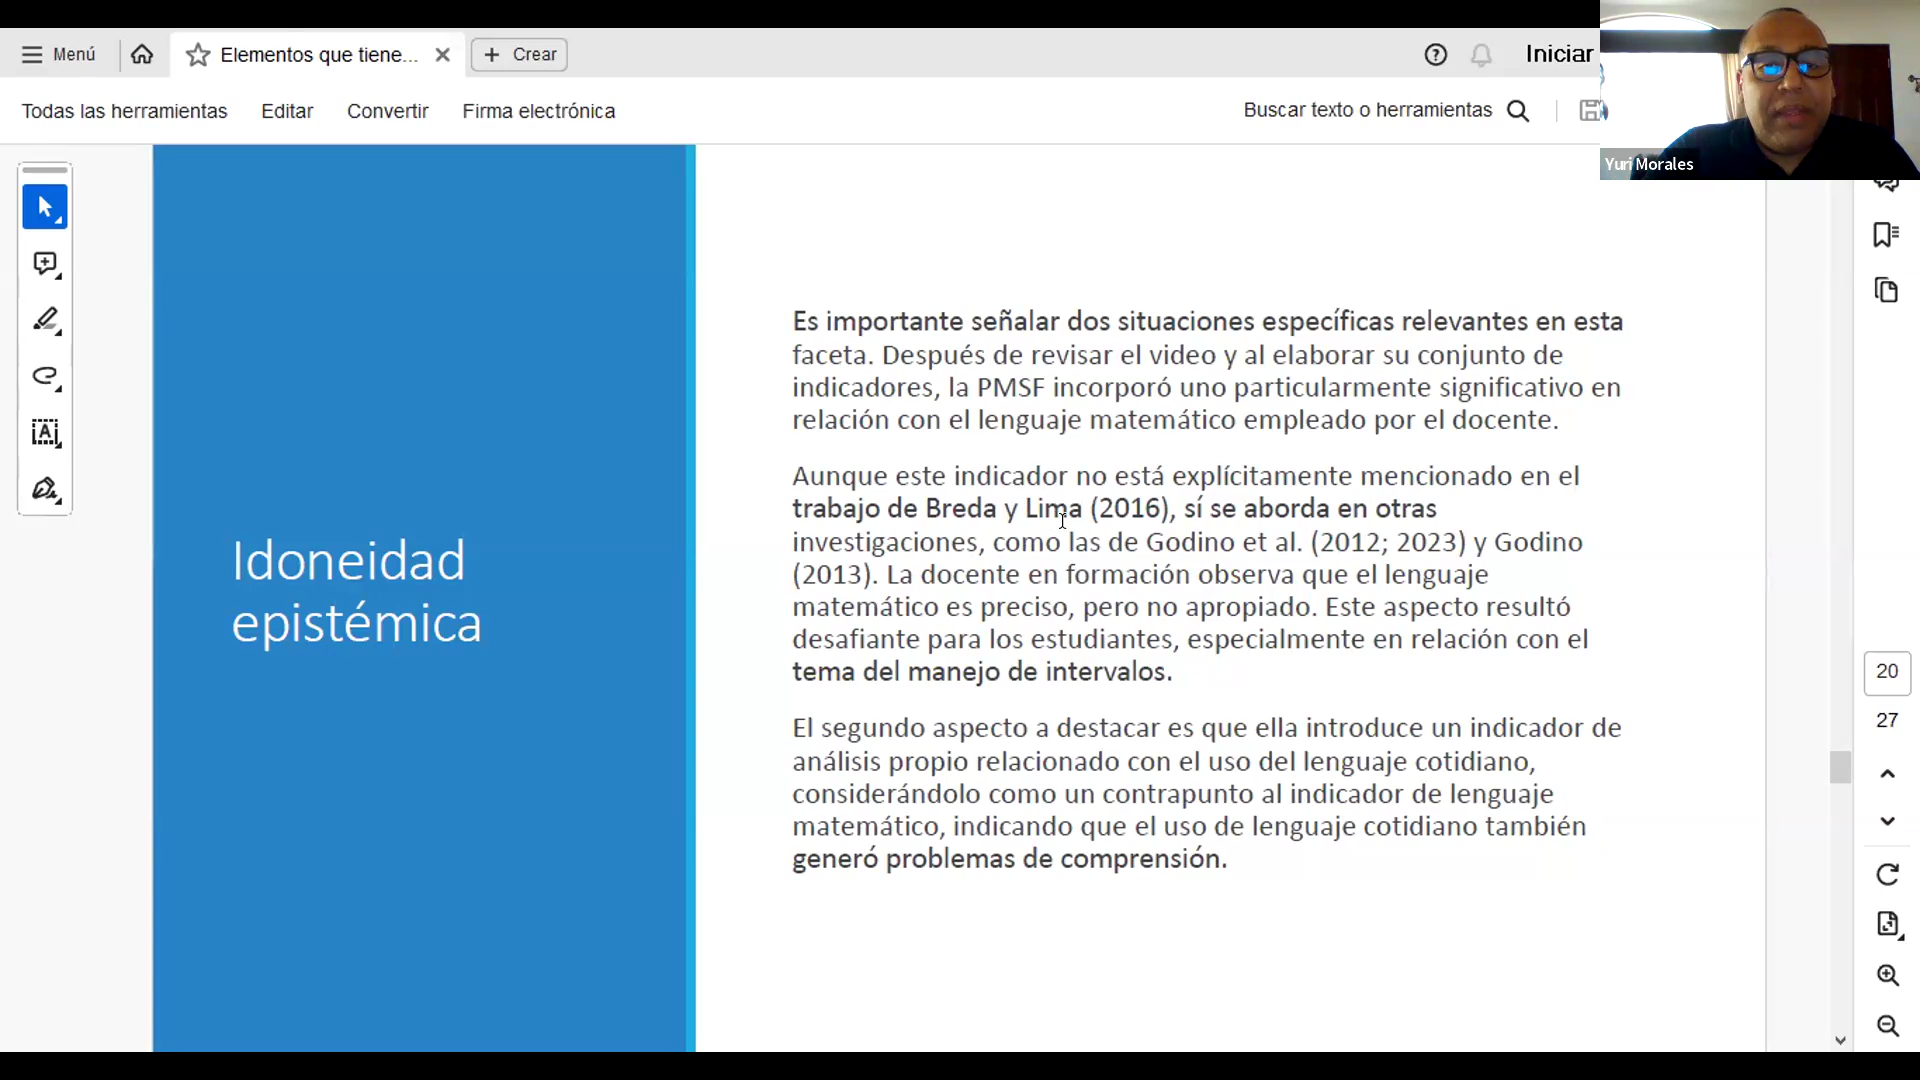 Menú
Elementos que tiene...
Crear
Iniciar
Todas las herramientas
Editar
Convertir
Firma electrónica
Buscar texto o herramientas
Yuri Morales
Idoneidad
epistémica
Es importante señalar dos situaciones específicas relevantes en esta
faceta. Después de revisar el video y al elaborar su conjunto de
indicadores, la PMSF incorporó uno particularmente significativo en
relación con el lenguaje matemático empleado por el docente.
Aunque este indicador no está explícitamente mencionado en el
trabajo de Breda y Lima (2016), sí se aborda en otras
investigaciones, como las de Godino et al. (2012; 2023) y Godino
(2013). La docente en formación observa que el lenguaje
matemático es preciso, pero no apropiado. Este aspecto resultó
desafiante para los estudiantes, especialmente en relación con el
tema del manejo de intervalos.
El segundo aspecto a destacar es que ella introduce un indicador de
análisis propio relacionado con el uso del lenguaje cotidiano,
considerándolo como un contrapunto al indicador de lenguaje
matemático, indicando que el uso de lenguaje cotidiano también
generó problemas de comprensión.
20
27